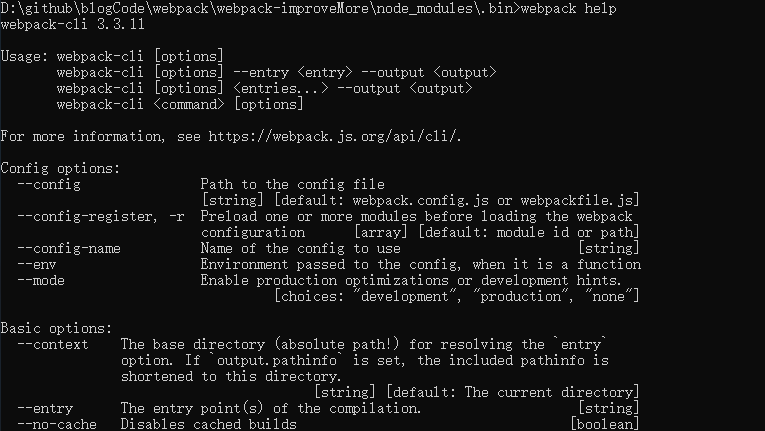 D:\github\blogCode\webpack\webpack-improveMore\node_modules\.bin>webpack help
webpack-cli 3.3.11
Usage: webpack-cli [options]
webpack-cli [options] --entry <entry> --output <output>
webpack-cli [options] <entries...> --output <output>
webpack-cli <command> [options]
For more information, see https://webpack.js.org/api/cli/.
Config options:
--config Path to the config file
[string] [default: webpack.config.js or webpackfile.js]
--config-register, -r Preload one or more modules before loading the webpack
configuration [array] [default: module id or path]
--config-name Name of the config to use [string]
--env Environment passed to the config, when it is a function
--mode Enable production optimizations or development hints.
[choices: "development", "production", "none"]
Basic options:
--context The base directory (absolute path!) for resolving the `entry`
option. If `output.pathinfo` is set, the included pathinfo is
shortened to this directory.
[string] [default: The current directory]
--entry The entry point(s) of the compilation. [string]
--no-cache Disables cached builds [boolean]